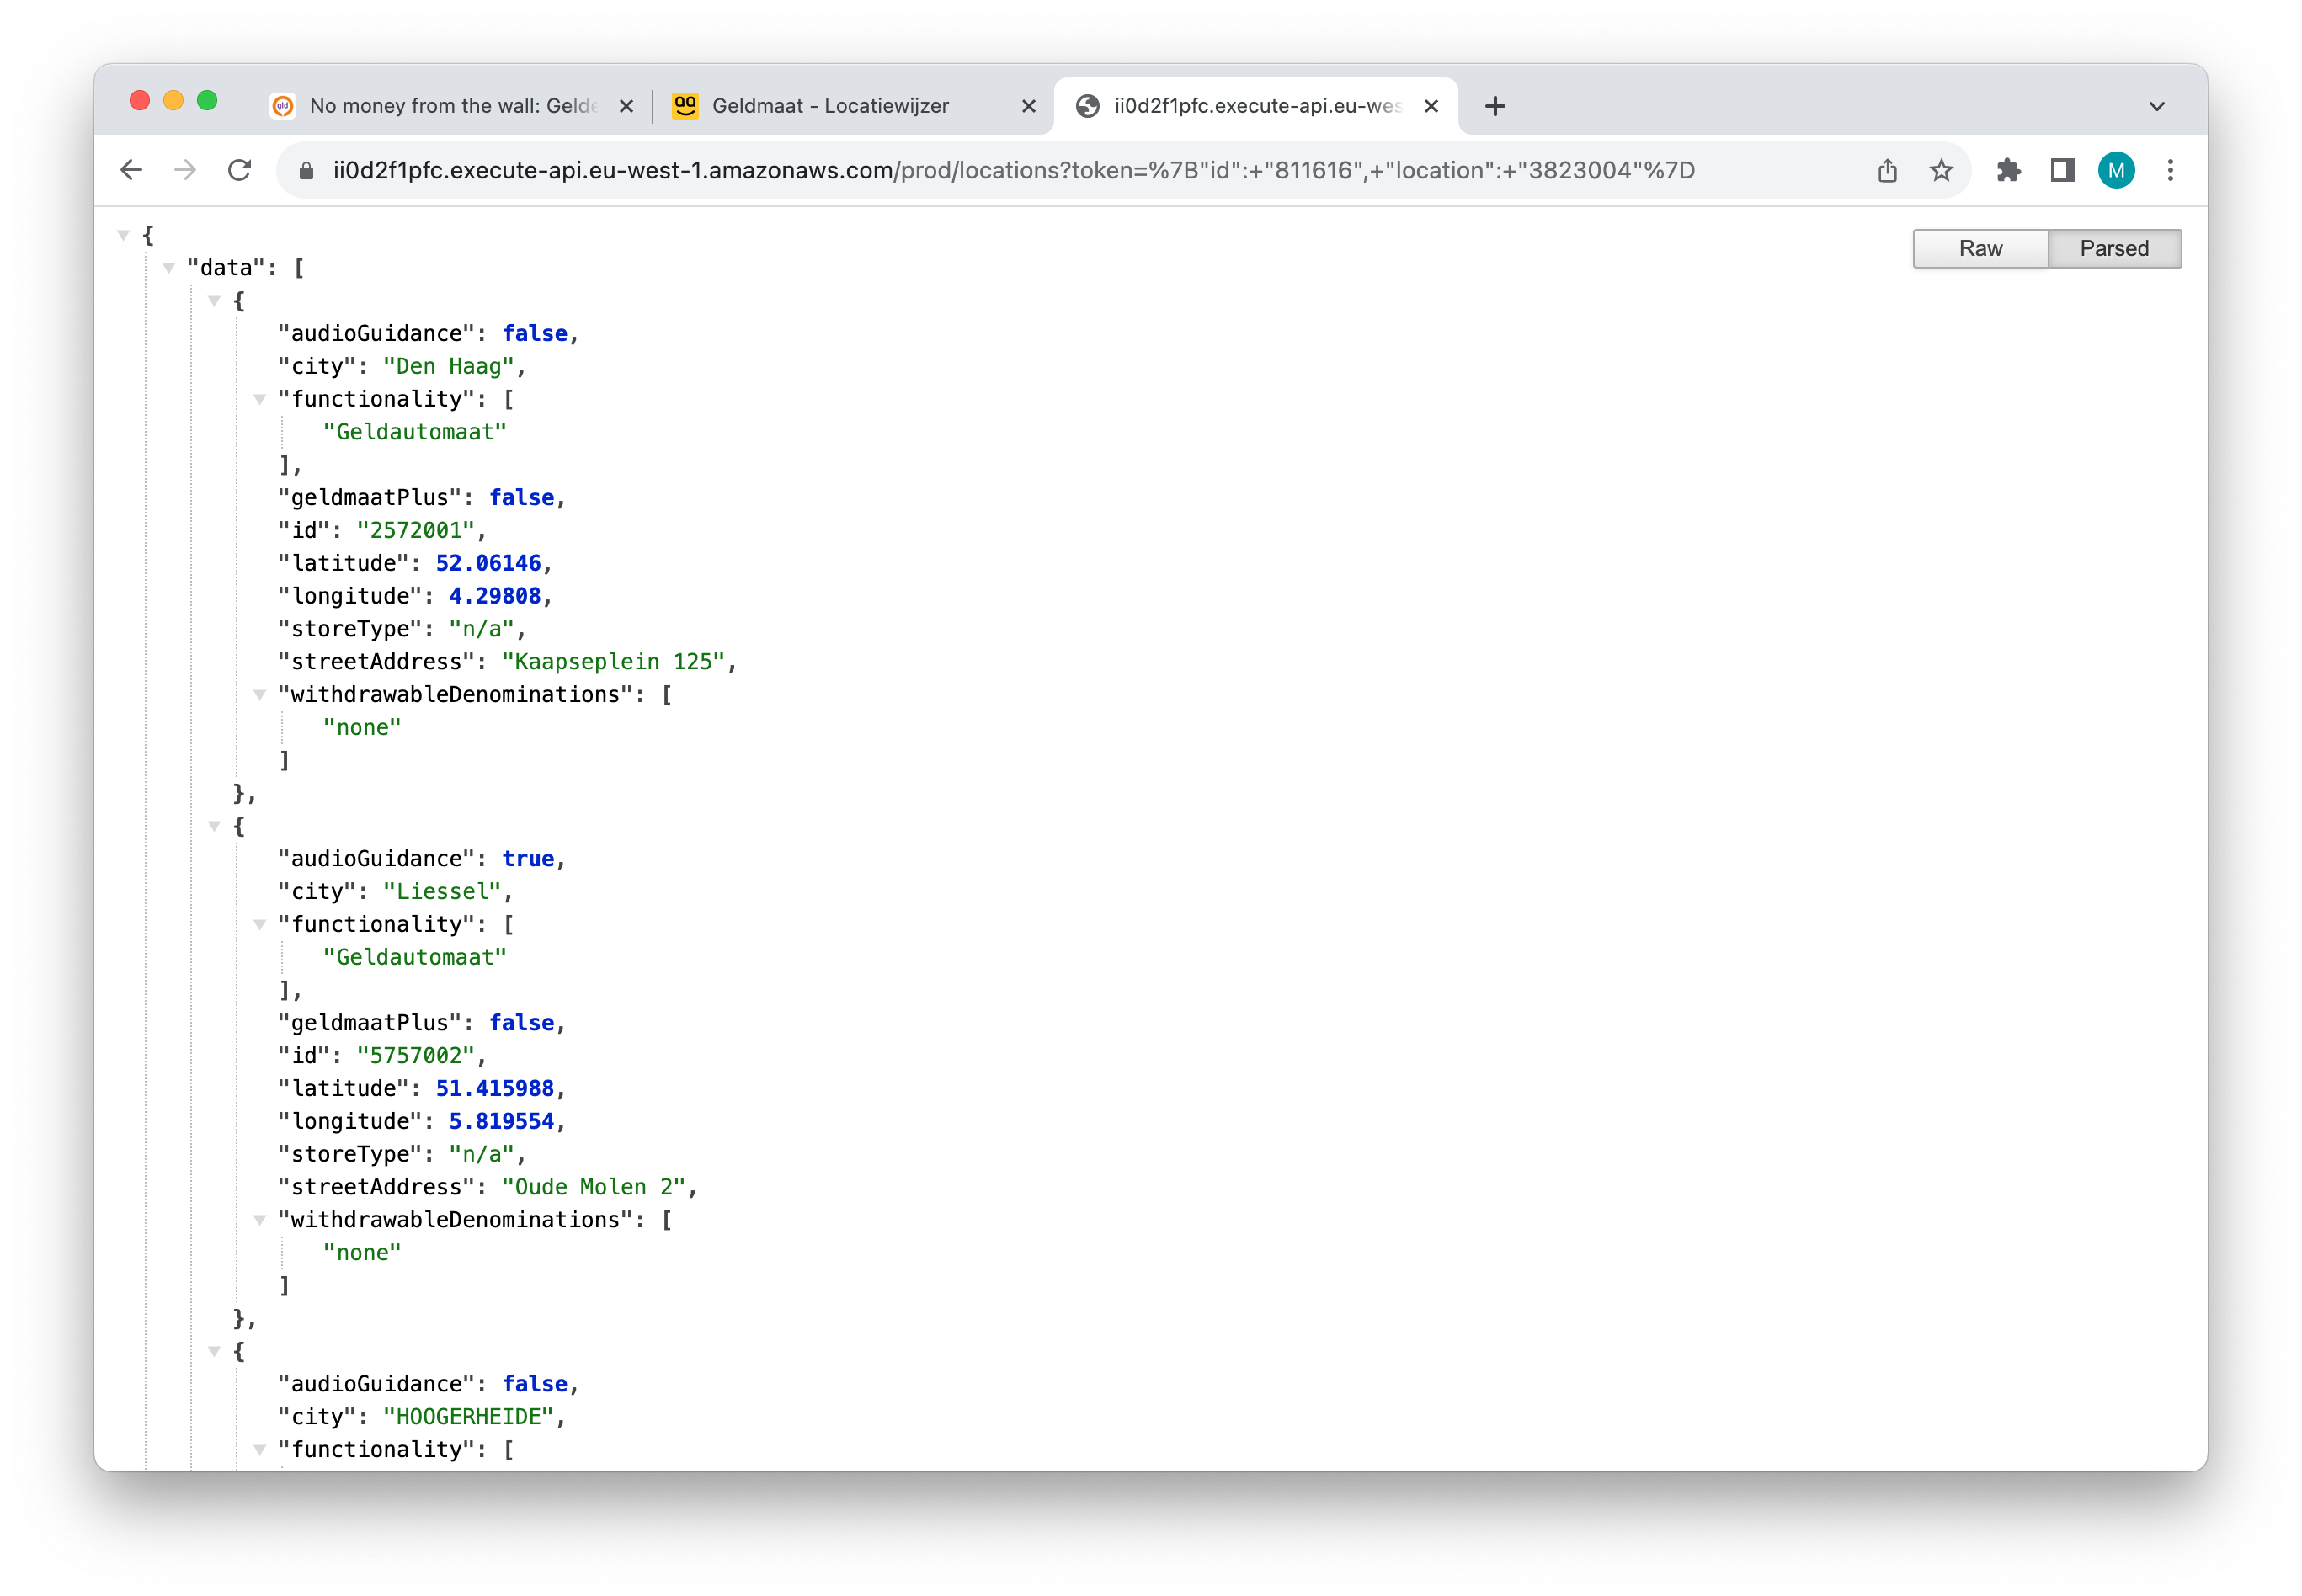 No money from the wall: Gelde
Geldmaat - Locatiewijzer
ii0d2f1pfc.execute-api.eu-wes
ii0d2f1pfc.execute-api.eu-west-1.amazonaws.com/prod/locations?token=%7B"id":+"811616",+"location":+"3823004"%7D
M
Raw Parsed
{
"data": [
{
"audioGuidance": false,
"city": "Den Haag",
"functionality": [
"Geldautomaat"
],
"geldmaatPlus": false,
"id": "2572001",
"latitude": 52.06146,
"longitude": 4.29808,
"storeType": "n/a",
"streetAddress": "Kaapseplein 125",
"withdrawableDenominations": [
"none"
]
},
{
"audioGuidance": true,
"city": "Liessel",
"functionality": [
"Geldautomaat"
],
"geldmaatPlus": false,
"id": "5757002",
"latitude": 51.415988,
"longitude": 5.819554,
"storeType": "n/a",
"streetAddress": "Oude Molen 2",
"withdrawableDenominations": [
"none"
]
},
{
"audioGuidance": false,
"city": "HOOGERHEIDE",
"functionality": [